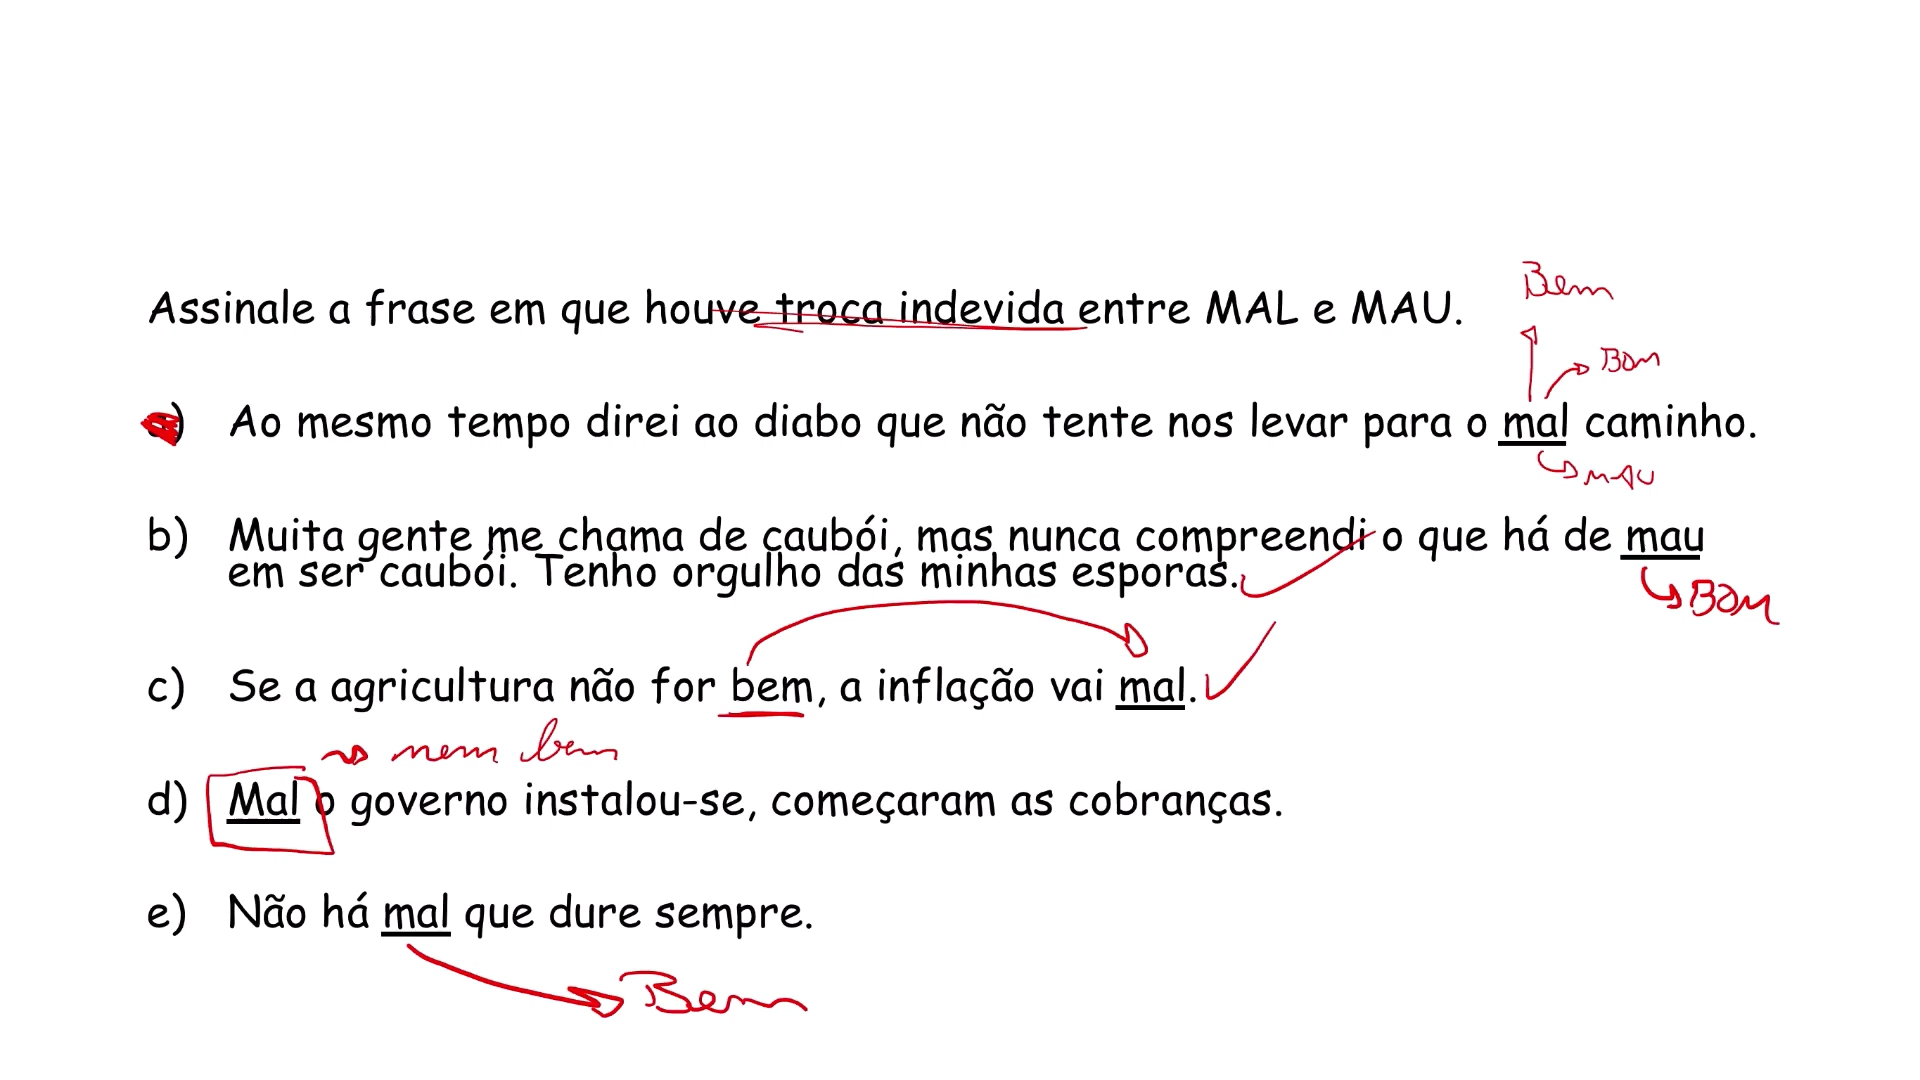 Bem
Assinale a frase em que houve troca indevida entre MAL e MAU.
Bom
a) Ao mesmo tempo direi ao diabo que não tente nos levar para o mal caminho.
MAU
b) Muita gente me chama de caubói, mas nunca compreendi o que há de mau
em ser caubói. Tenho orgulho das minhas esporas.
Bom
c) Se a agricultura não for bem, a inflação vai mal.
nem bem
d) Mal o governo instalou-se, começaram as cobranças.
e) Não há mal que dure sempre.
Bem